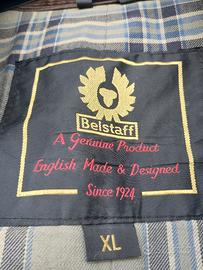 Belstaff
A Genuine Product
English Made & Designed
Since 1924
XL